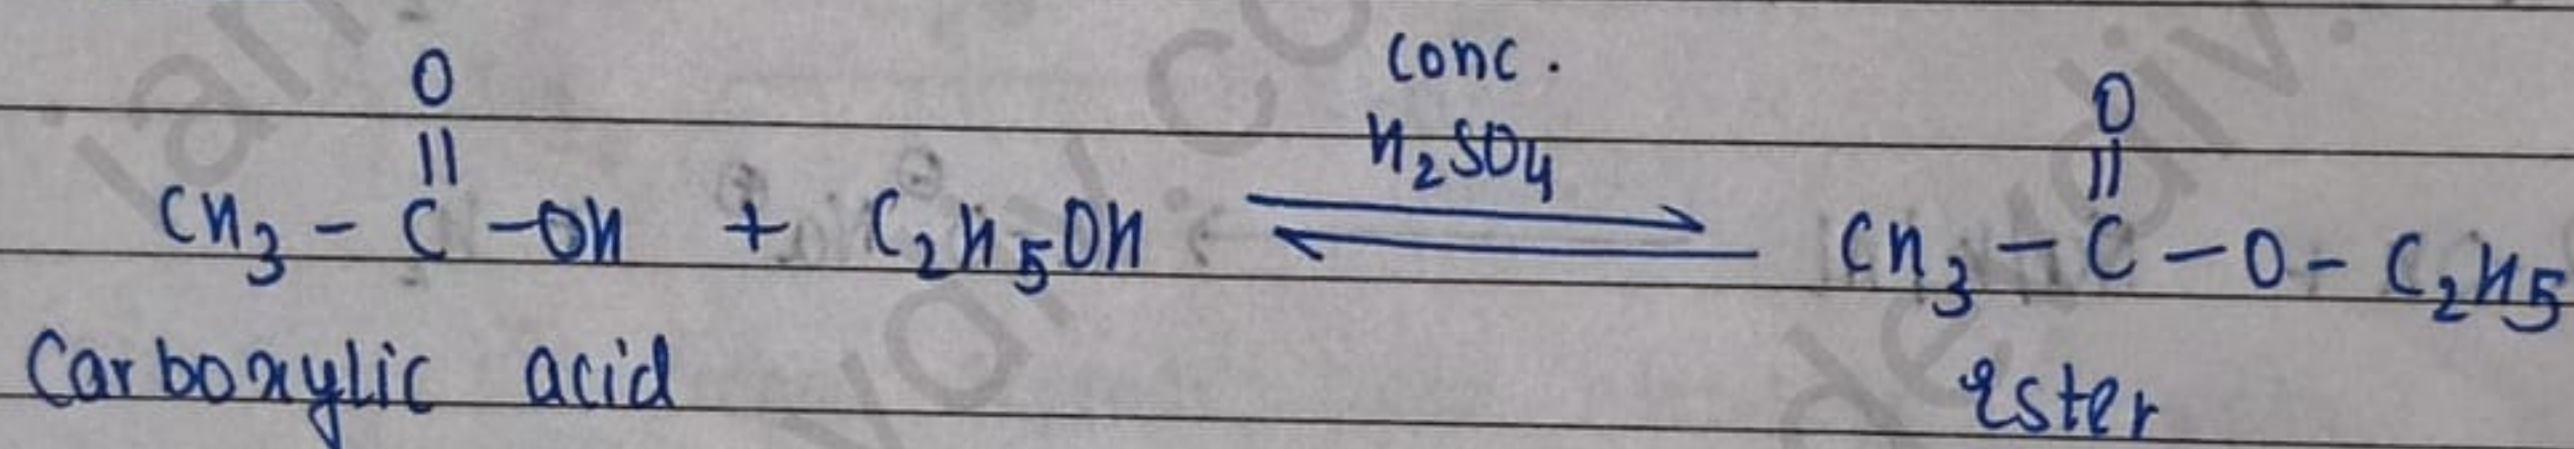 O
||
CH3 - C - OH + C2H5OH ⇌ CH3 - C - O - C2H5
conc.
H2SO4
O
||
Carboxylic acid
Ester